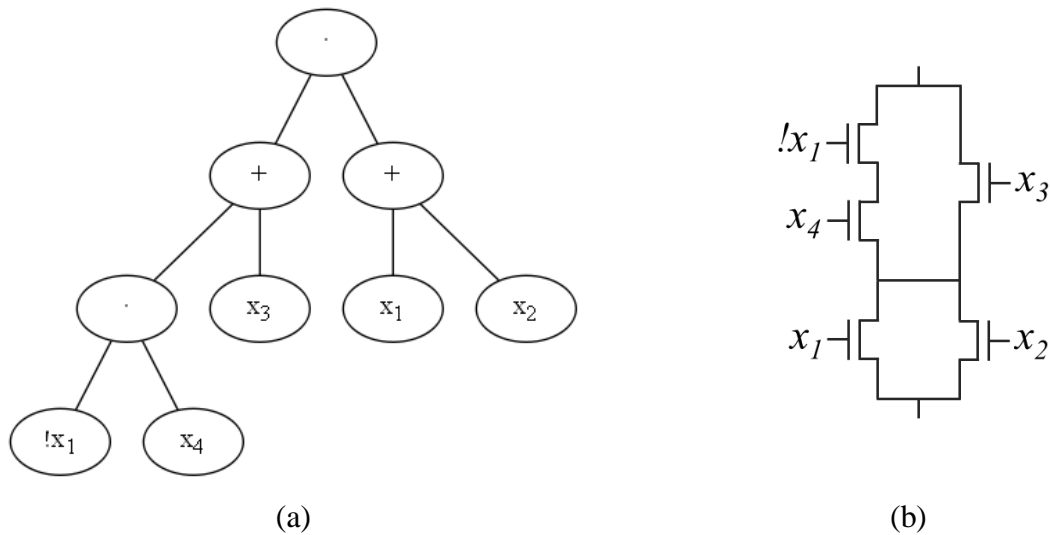 ·
+ +
· x₃ x₁ x₂
!x₁ x₄
(a)
!x₁
x₃
x₄
x₁ x₂
(b)